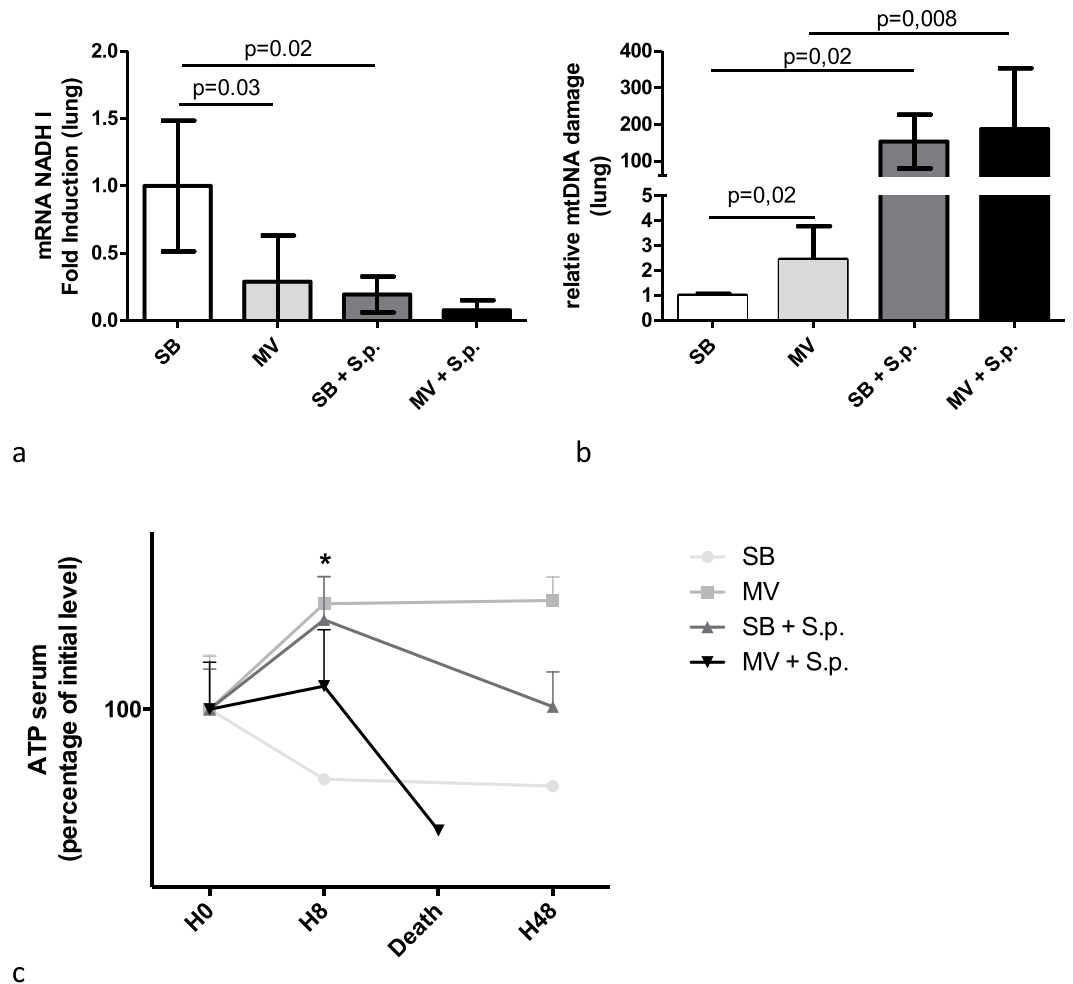 mRNA NADH I
Fold Induction (lung)
2.0
1.5
1.0
0.5
0.0
p=0.02
p=0.03
SB
MV
SB + S.p.
MV + S.p.
a
relative mtDNA damage
(lung)
400
300
200
100
5
4
3
2
1
0
p=0,008
p=0,02
p=0,02
SB
MV
SB + S.p.
MV + S.p.
b
ATP serum
(percentage of initial level)
100
*
H0
H8
Death
H48
SB
MV
SB + S.p.
MV + S.p.
c